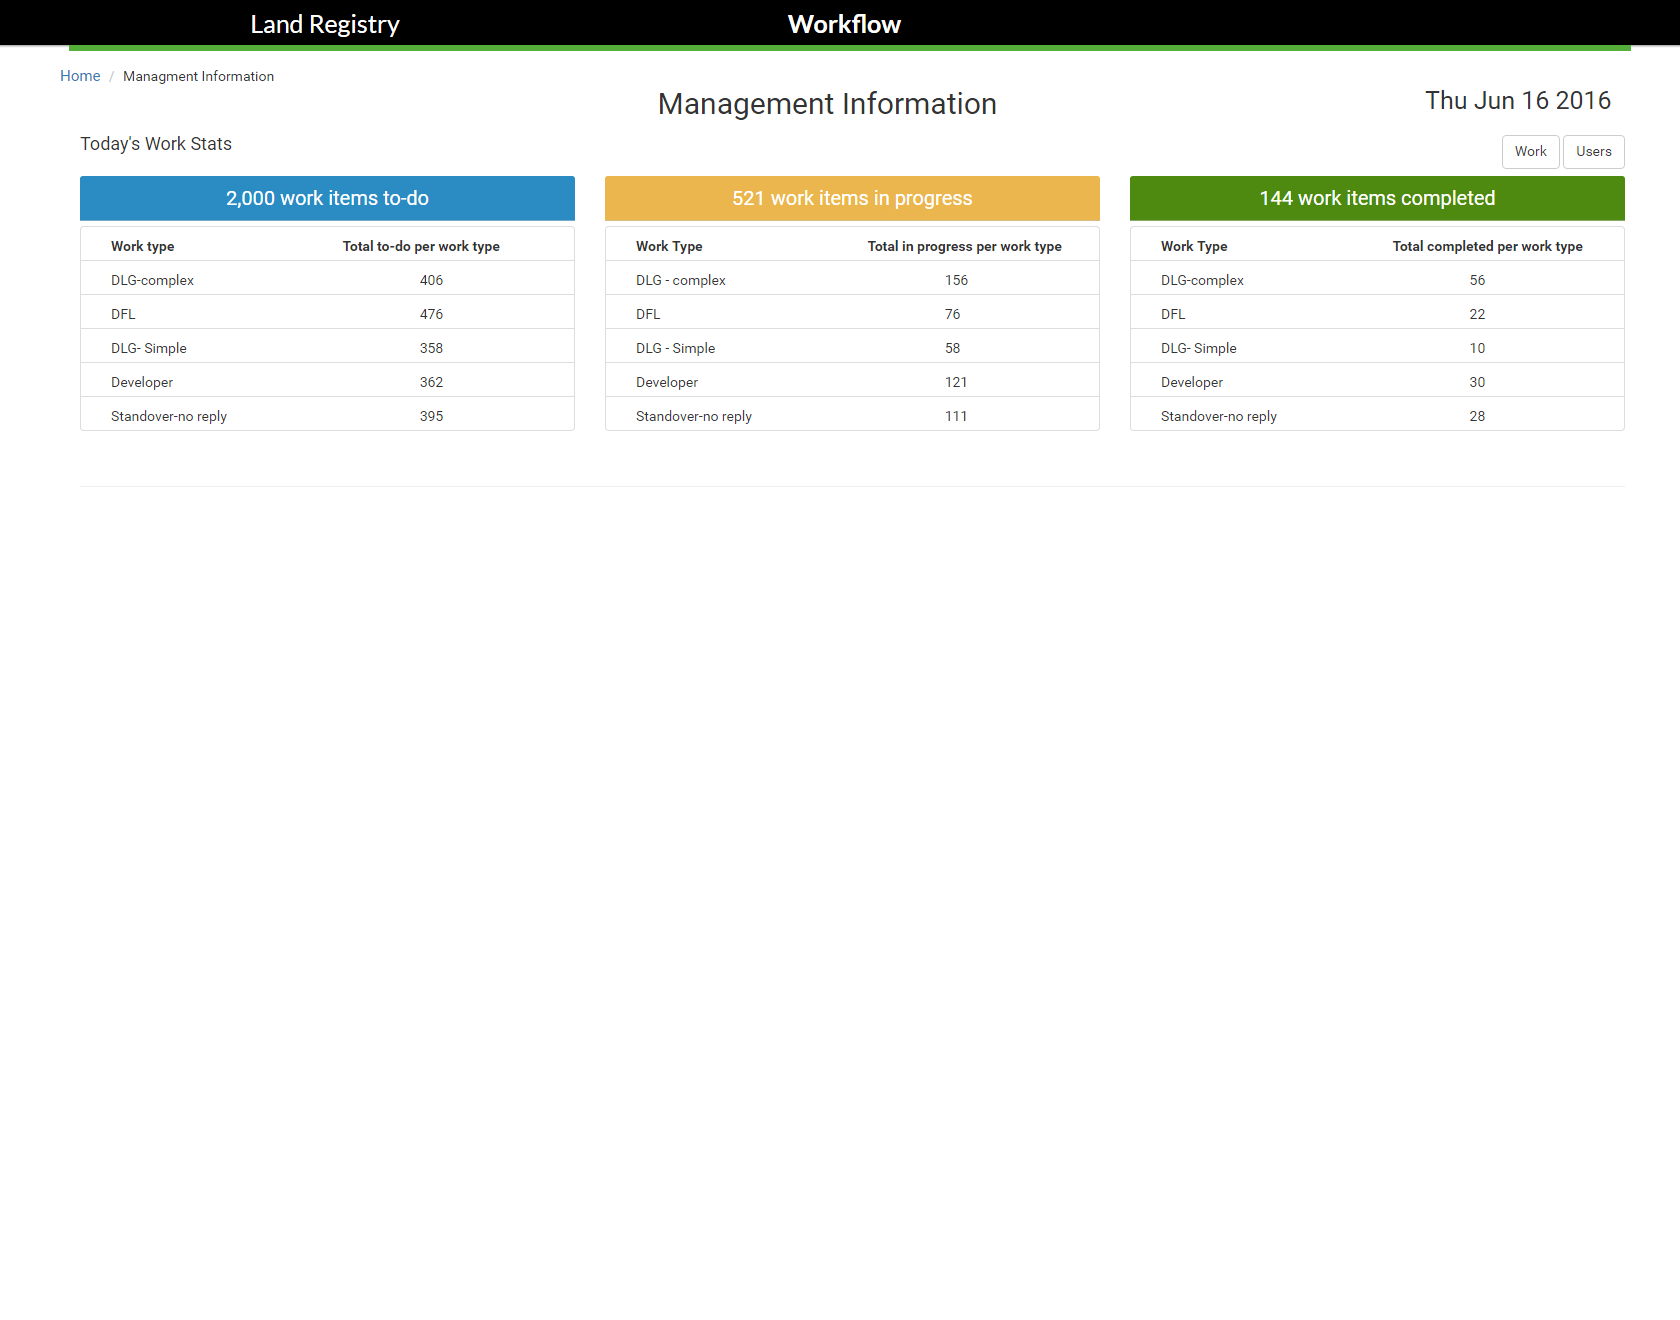 Land Registry Workflow
Home / Managment Information
Management Information
Thu Jun 16 2016
Today's Work Stats
Work Users
2,000 work items to-do
Work type Total to-do per work type
DLG-complex 406
DFL 476
DLG- Simple 358
Developer 362
Standover-no reply 395
521 work items in progress
Work Type Total in progress per work type
DLG - complex 156
DFL 76
DLG - Simple 58
Developer 121
Standover-no reply 111
144 work items completed
Work Type Total completed per work type
DLG-complex 56
DFL 22
DLG- Simple 10
Developer 30
Standover-no reply 28